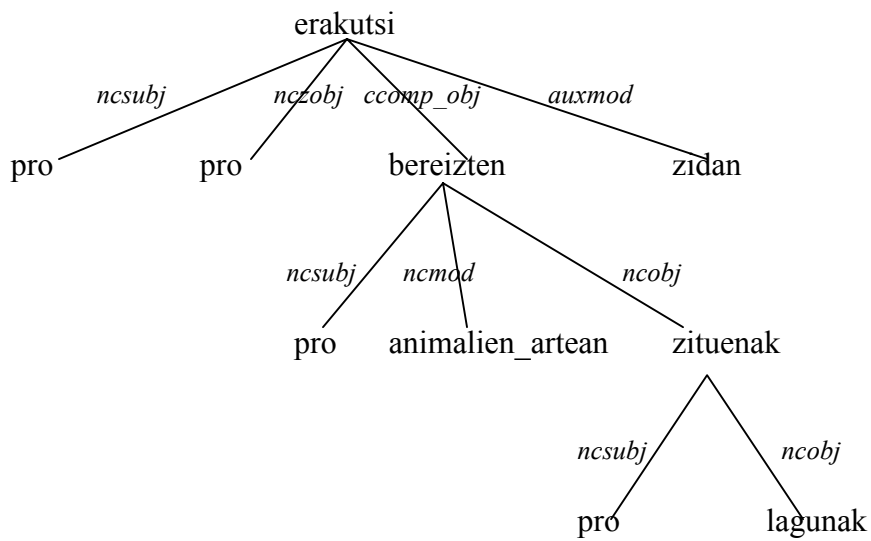 erakutsi
ncsubj nczobj ccomp_obj auxmod
pro pro bereizten zidan
ncsubj ncmod ncobj
pro animalien_artean zituenak
ncsubj ncobj
pro lagunak